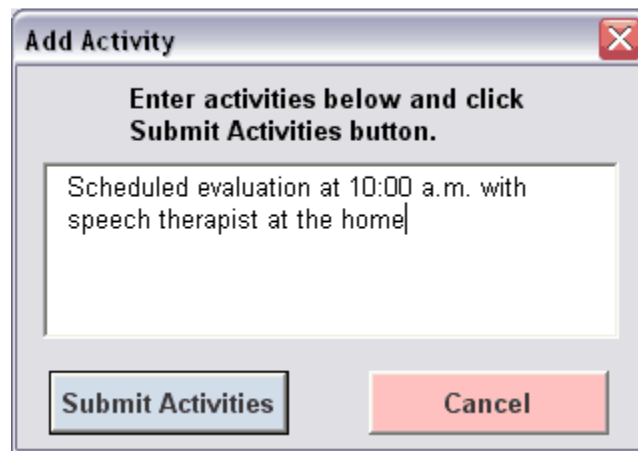 Add Activity
Enter activities below and click
Submit Activities button.
Scheduled evaluation at 10:00 a.m. with
speech therapist at the home
Submit Activities
Cancel